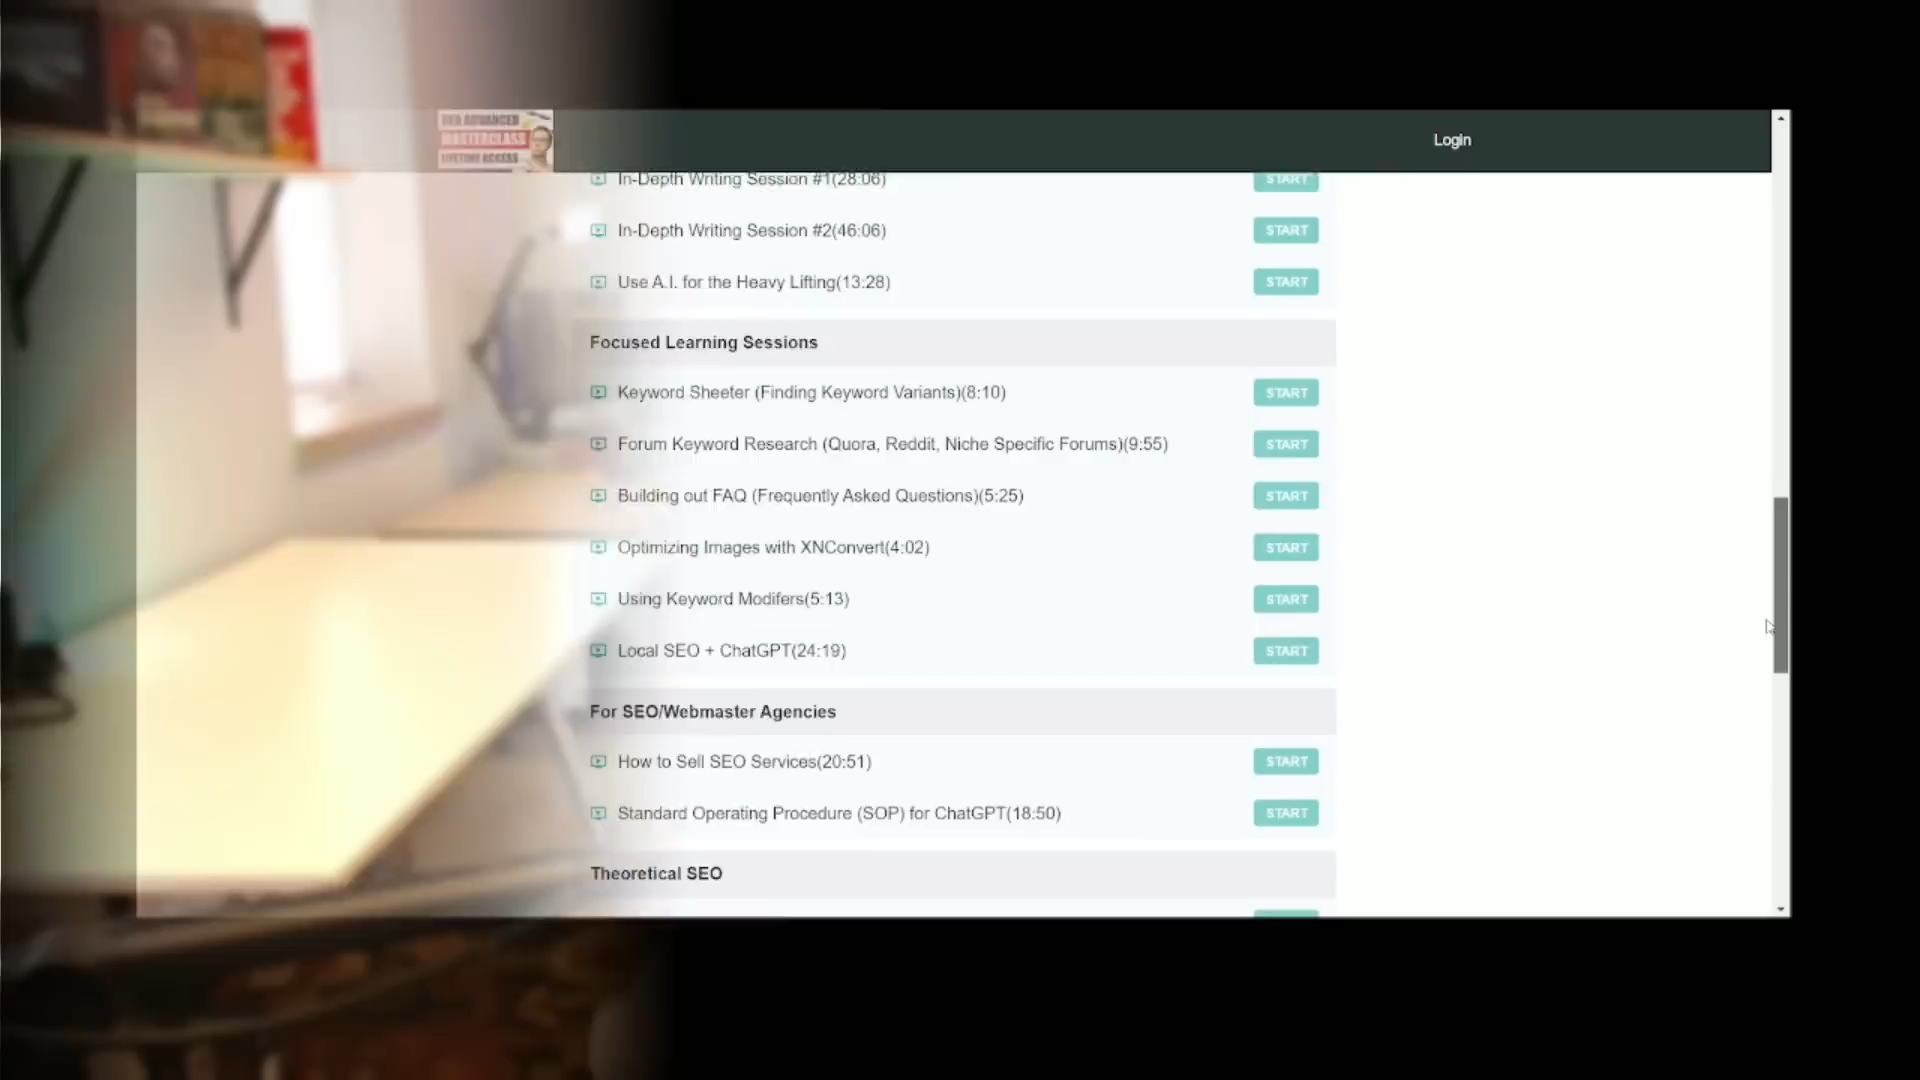 SEO ADVANCED
MASTERCLASS
LIFETIME ACCESS
Login
In-Depth Writing Session #1(28:06)
START
In-Depth Writing Session #2(46:06)
START
Use A.I. for the Heavy Lifting(13:28)
START
Focused Learning Sessions
Keyword Sheeter (Finding Keyword Variants)(8:10)
START
Forum Keyword Research (Quora, Reddit, Niche Specific Forums)(9:55)
START
Building out FAQ (Frequently Asked Questions)(5:25)
START
Optimizing Images with XNConvert(4:02)
START
Using Keyword Modifers(5:13)
START
Local SEO + ChatGPT(24:19)
START
For SEO/Webmaster Agencies
How to Sell SEO Services(20:51)
START
Standard Operating Procedure (SOP) for ChatGPT(18:50)
START
Theoretical SEO